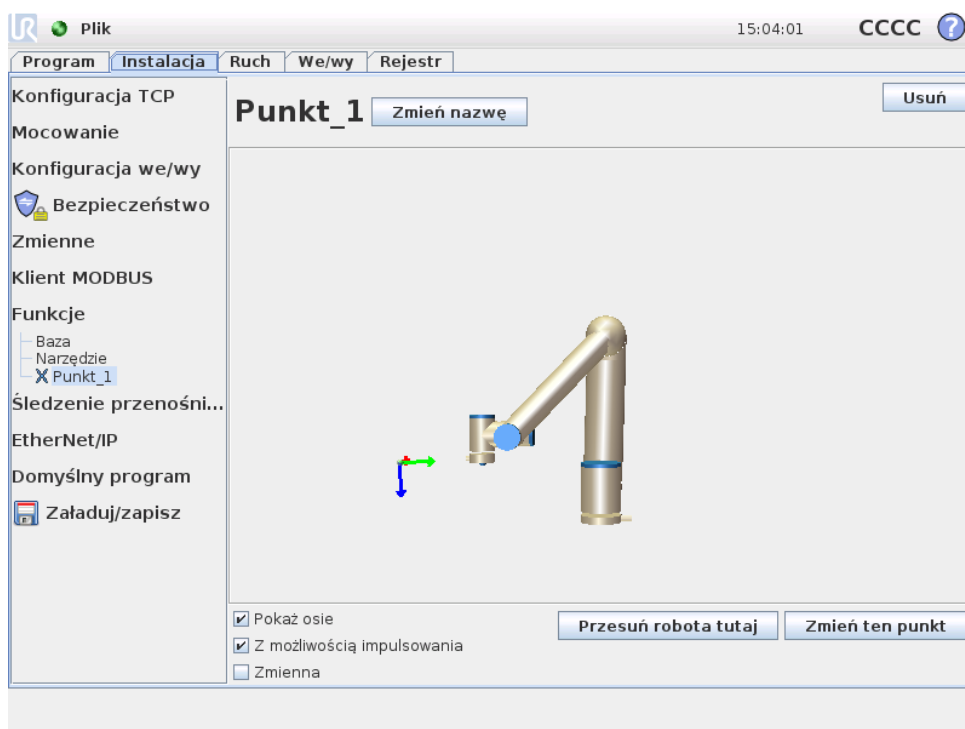 UR Plik 15:04:01 CCCC ?
Program Instalacja Ruch We/wy Rejestr
Konfiguracja TCP
Mocowanie
Konfiguracja we/wy
Bezpieczeństwo
Zmienne
Klient MODBUS
Funkcje
Baza
Narzędzie
Punkt_1
Śledzenie przenośni...
EtherNet/IP
Domyślny program
Załaduj/zapisz
Punkt_1 Zmień nazwę Usuń
Pokaż osie
Z możliwością impulsowania
Zmienna
Przesuń robota tutaj Zmień ten punkt